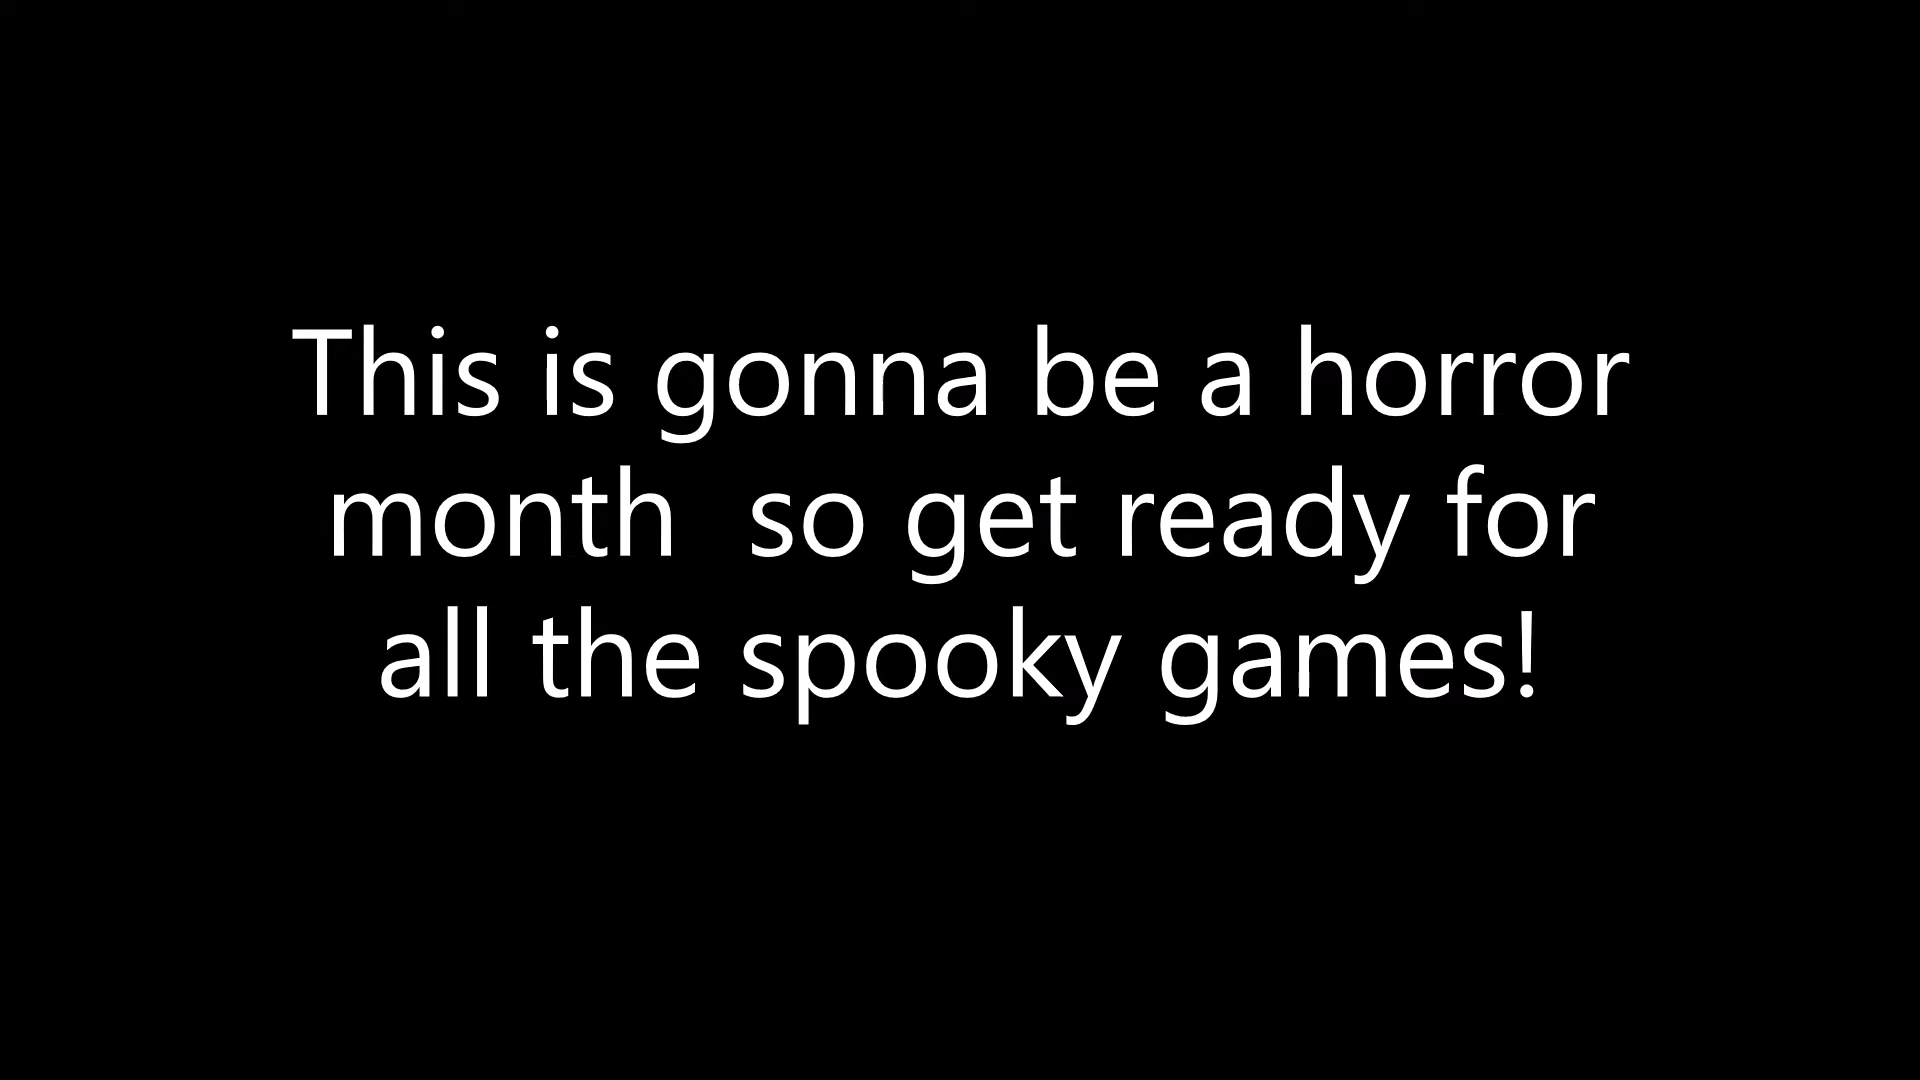 This is gonna be a horror
month  so get ready for
all the spooky games!